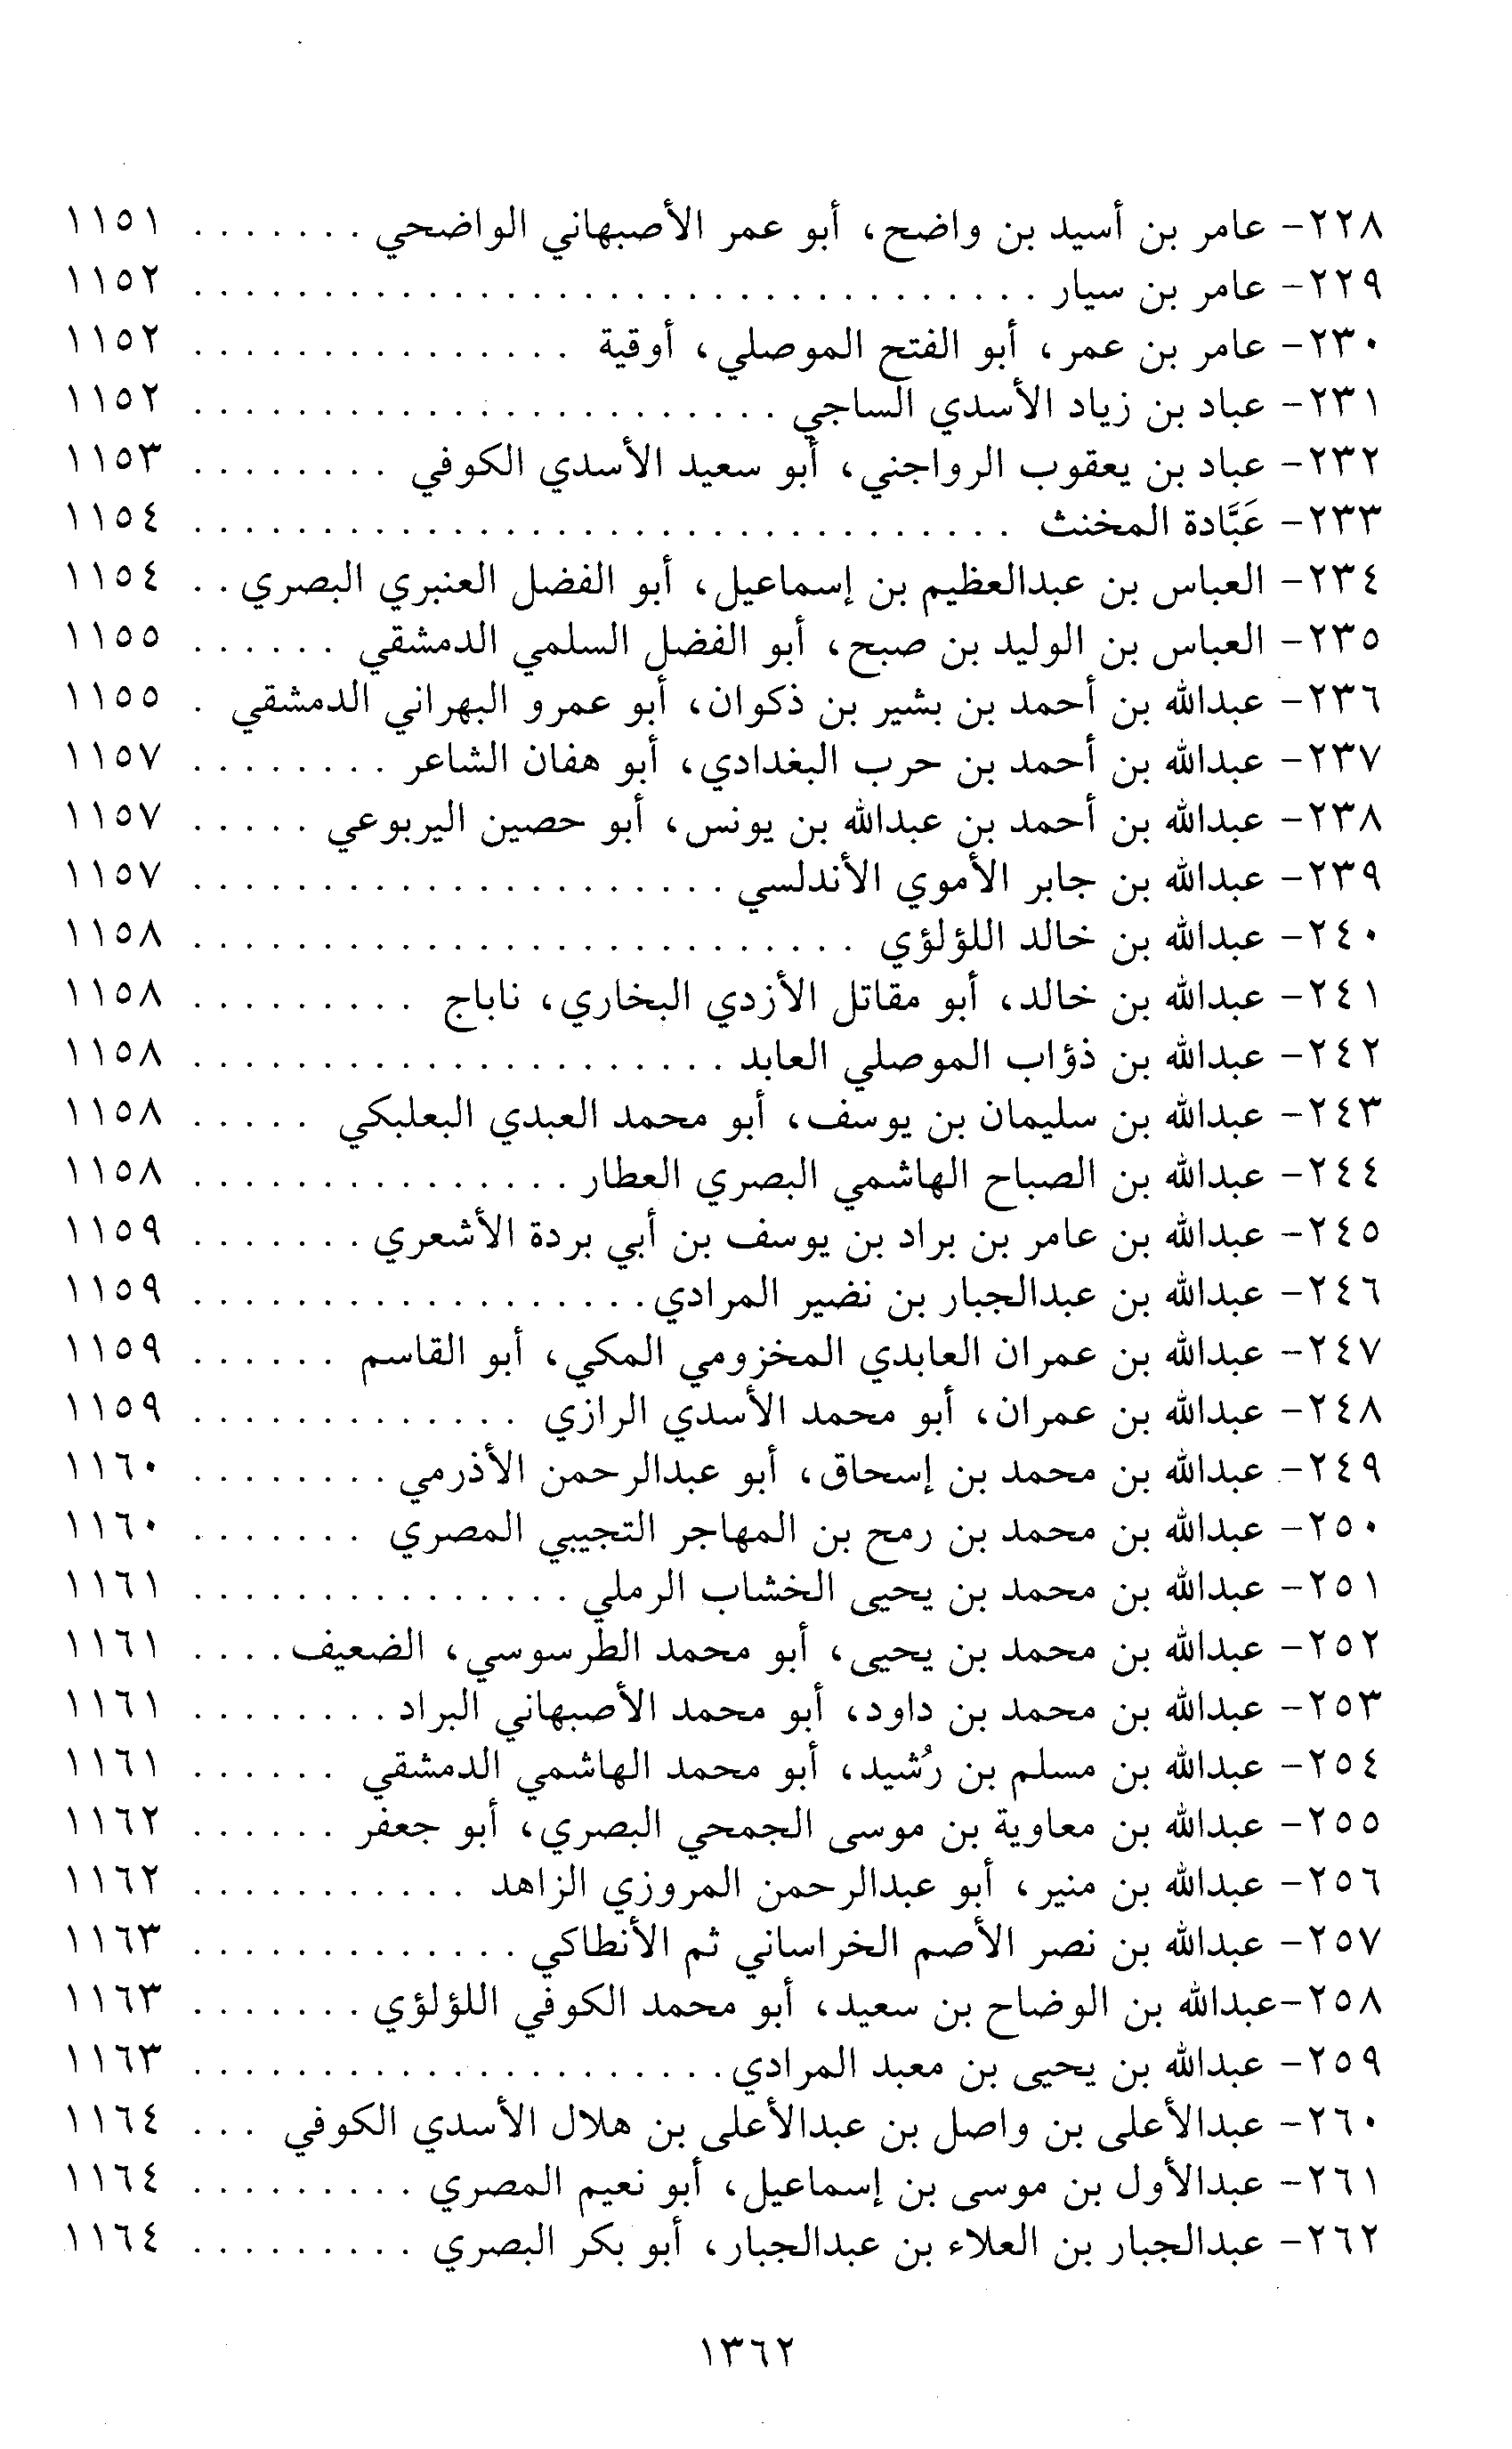 ٢٢٨- عامر بن أسيد بن واضح، أبو عمر الأصبهاني الواضحي . . . . . . . ١١٥١
٢٢٩- عامر بن سيار . . . . . . . . . . . . . . . . . . . . . . . . . . . . . . . . . ١١٥٢
٢٣٠- عامر بن عمر، أبو الفتح الموصلي، أوقية . . . . . . . . . . . . . . . ١١٥٢
٢٣١- عباد بن زياد الأسدي الساجي . . . . . . . . . . . . . . . . . . . . . . . ١١٥٢
٢٣٢- عباد بن يعقوب الرواجني، أبو سعيد الأسدي الكوفي . . . . . . . . ١١٥٣
٢٣٣- عَبَّادة المخنث . . . . . . . . . . . . . . . . . . . . . . . . . . . . . . . . ١١٥٤
٢٣٤- العباس بن عبدالعظيم بن إسماعيل، أبو الفضل العنبري البصري . . ١١٥٤
٢٣٥- العباس بن الوليد بن صبح، أبو الفضل السلمي الدمشقي . . . . . . ١١٥٥
٢٣٦- عبدالله بن أحمد بن بشير بن ذكوان، أبو عمرو البهراني الدمشقي . ١١٥٥
٢٣٧- عبدالله بن أحمد بن حرب البغدادي، أبو هفان الشاعر . . . . . . . . ١١٥٧
٢٣٨- عبدالله بن أحمد بن عبدالله بن يونس، أبو حصين اليربوعي . . . . . ١١٥٧
٢٣٩- عبدالله بن جابر الأموي الأندلسي . . . . . . . . . . . . . . . . . . . . . ١١٥٧
٢٤٠- عبدالله بن خالد اللؤلؤي . . . . . . . . . . . . . . . . . . . . . . . . . . ١١٥٨
٢٤١- عبدالله بن خالد، أبو مقاتل الأزدي البخاري، ناباج . . . . . . . . . ١١٥٨
٢٤٢- عبدالله بن ذؤاب الموصلي العابد . . . . . . . . . . . . . . . . . . . . . ١١٥٨
٢٤٣- عبدالله بن سليمان بن يوسف، أبو محمد العبدي البعلبكي . . . . . ١١٥٨
٢٤٤- عبدالله بن الصباح الهاشمي البصري العطار . . . . . . . . . . . . . . . ١١٥٨
٢٤٥- عبدالله بن عامر بن براد بن يوسف بن أبي بردة الأشعري . . . . . . . ١١٥٩
٢٤٦- عبدالله بن عبدالجبار بن نضير المرادي . . . . . . . . . . . . . . . . . . ١١٥٩
٢٤٧- عبدالله بن عمران العابدي المخزومي المكي، أبو القاسم . . . . . . ١١٥٩
٢٤٨- عبدالله بن عمران، أبو محمد الأسدي الرازي . . . . . . . . . . . . . ١١٥٩
٢٤٩- عبدالله بن محمد بن إسحاق، أبو عبدالرحمن الأذرمي . . . . . . . . ١١٦٠
٢٥٠- عبدالله بن محمد بن رمح بن المهاجر التجيبي المصري . . . . . . . ١١٦٠
٢٥١- عبدالله بن محمد بن يحيى الخشاب الرملي . . . . . . . . . . . . . . . ١١٦١
٢٥٢- عبدالله بن محمد بن يحيى، أبو محمد الطرسوسي، الضعيف . . . . ١١٦١
٢٥٣- عبدالله بن محمد بن داود، أبو محمد الأصبهاني البراد . . . . . . . . ١١٦١
٢٥٤- عبدالله بن مسلم بن رُشيد، أبو محمد الهاشمي الدمشقي . . . . . . ١١٦١
٢٥٥- عبدالله بن معاوية بن موسى الجمحي البصري، أبو جعفر . . . . . . ١١٦٢
٢٥٦- عبدالله بن منير، أبو عبدالرحمن المروزي الزاهد . . . . . . . . . . . ١١٦٢
٢٥٧- عبدالله بن نصر الأصم الخراساني ثم الأنطاكي . . . . . . . . . . . . . ١١٦٣
٢٥٨-عبدالله بن الوضاح بن سعيد، أبو محمد الكوفي اللؤلؤي . . . . . . . ١١٦٣
٢٥٩- عبدالله بن يحيى بن معبد المرادي . . . . . . . . . . . . . . . . . . . . . ١١٦٣
٢٦٠- عبدالأعلى بن واصل بن عبدالأعلى بن هلال الأسدي الكوفي . . . ١١٦٤
٢٦١- عبدالأول بن موسى بن إسماعيل، أبو نعيم المصري . . . . . . . . . ١١٦٤
٢٦٢- عبدالجبار بن العلاء بن عبدالجبار، أبو بكر البصري . . . . . . . . . ١١٦٤
١٣٦٢